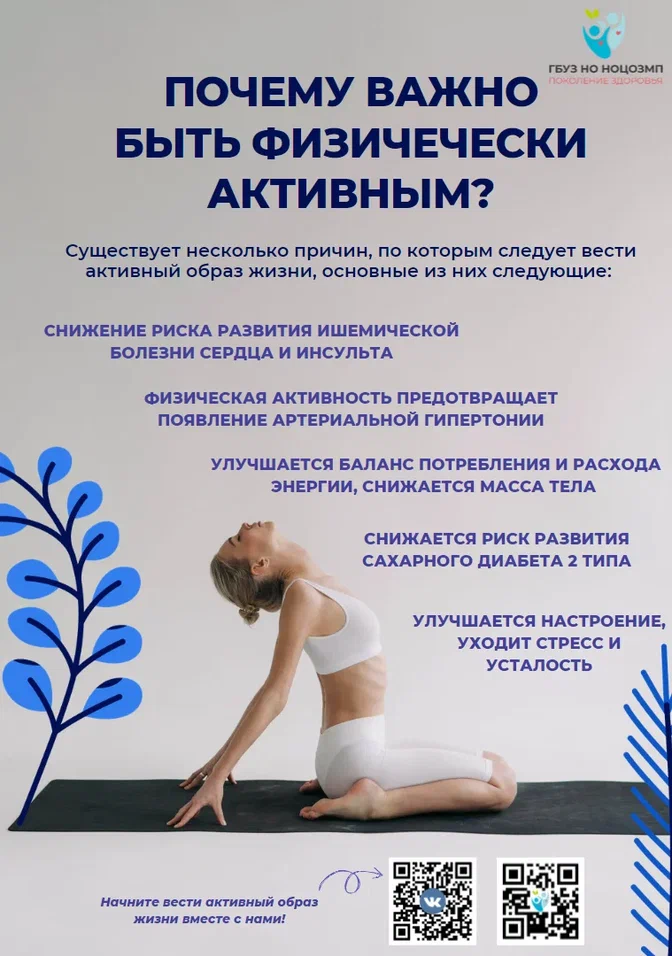 ГБУЗ НО НОЦОЗМП
ПОКОЛЕНИЕ ЗДОРОВЬЯ
ПОЧЕМУ ВАЖНО
БЫТЬ ФИЗИЧЕЧЕСКИ
АКТИВНЫМ?
Существует несколько причин, по которым следует вести
активный образ жизни, основные из них следующие:
СНИЖЕНИЕ РИСКА РАЗВИТИЯ ИШЕМИЧЕСКОЙ
БОЛЕЗНИ СЕРДЦА И ИНСУЛЬТА
ФИЗИЧЕСКАЯ АКТИВНОСТЬ ПРЕДОТВРАЩАЕТ
ПОЯВЛЕНИЕ АРТЕРИАЛЬНОЙ ГИПЕРТОНИИ
УЛУЧШАЕТСЯ БАЛАНС ПОТРЕБЛЕНИЯ И РАСХОДА
ЭНЕРГИИ, СНИЖАЕТСЯ МАССА ТЕЛА
СНИЖАЕТСЯ РИСК РАЗВИТИЯ
САХАРНОГО ДИАБЕТА 2 ТИПА
УЛУЧШАЕТСЯ НАСТРОЕНИЕ,
УХОДИТ СТРЕСС И
УСТАЛОСТЬ
Начните вести активный образ
жизни вместе с нами!